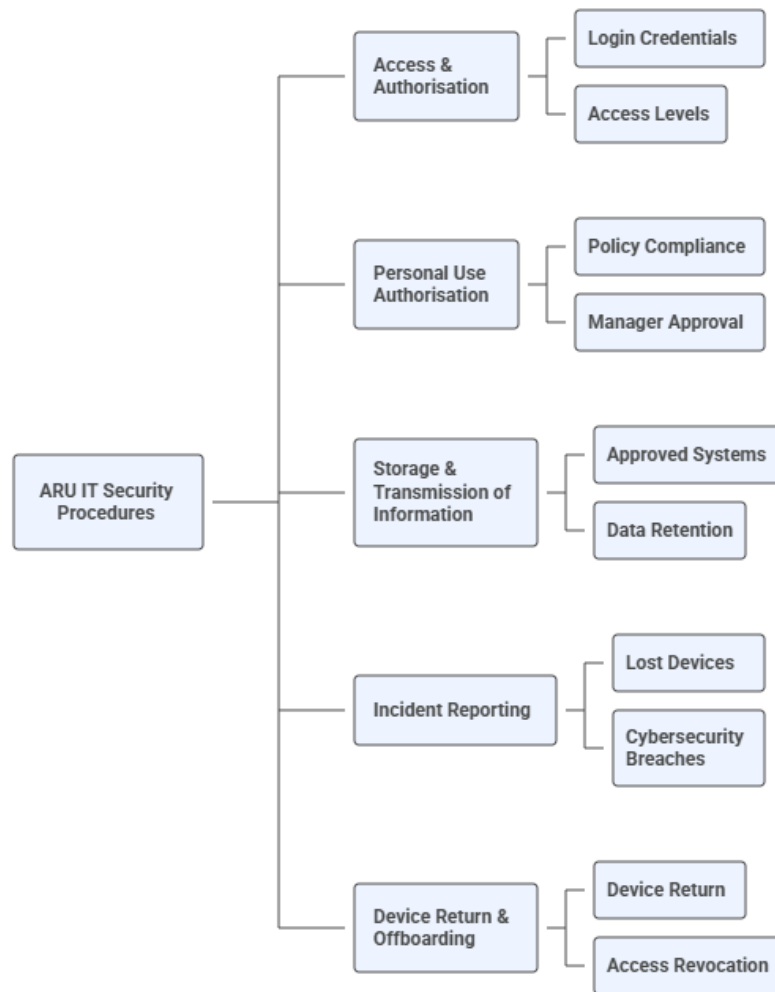 Access &
Authorisation
Login Credentials
Access Levels
Personal Use
Authorisation
Policy Compliance
Manager Approval
ARU IT Security
Procedures
Storage &
Transmission of
Information
Approved Systems
Data Retention
Incident Reporting
Lost Devices
Cybersecurity
Breaches
Device Return &
Offboarding
Device Return
Access Revocation